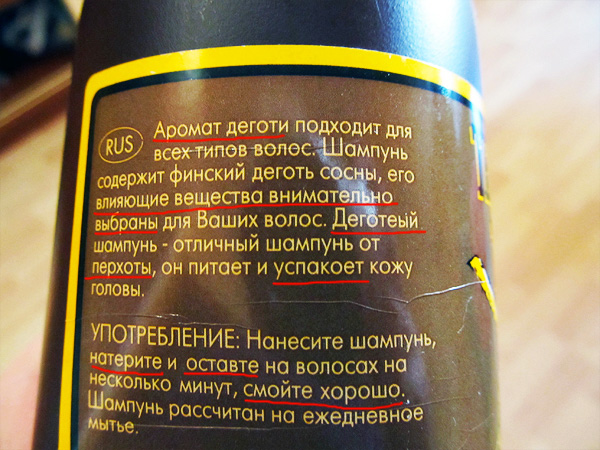 RUS
Аромат деготи подходит для
всех типов волос. Шампунь
содержит финский деготь сосны, его
влияющие вещества внимательно
выбраны для Ваших волос. Деготеый
шампунь - отличный шампунь от
перхоты, он питает и успакоет кожу
головы.
УПОТРЕБЛЕНИЕ: Нанесите шампунь,
натерите и оставте на волосах на
несколько минут, смойте хорошо.
Шампунь рассчитан на ежедневное
мытье.